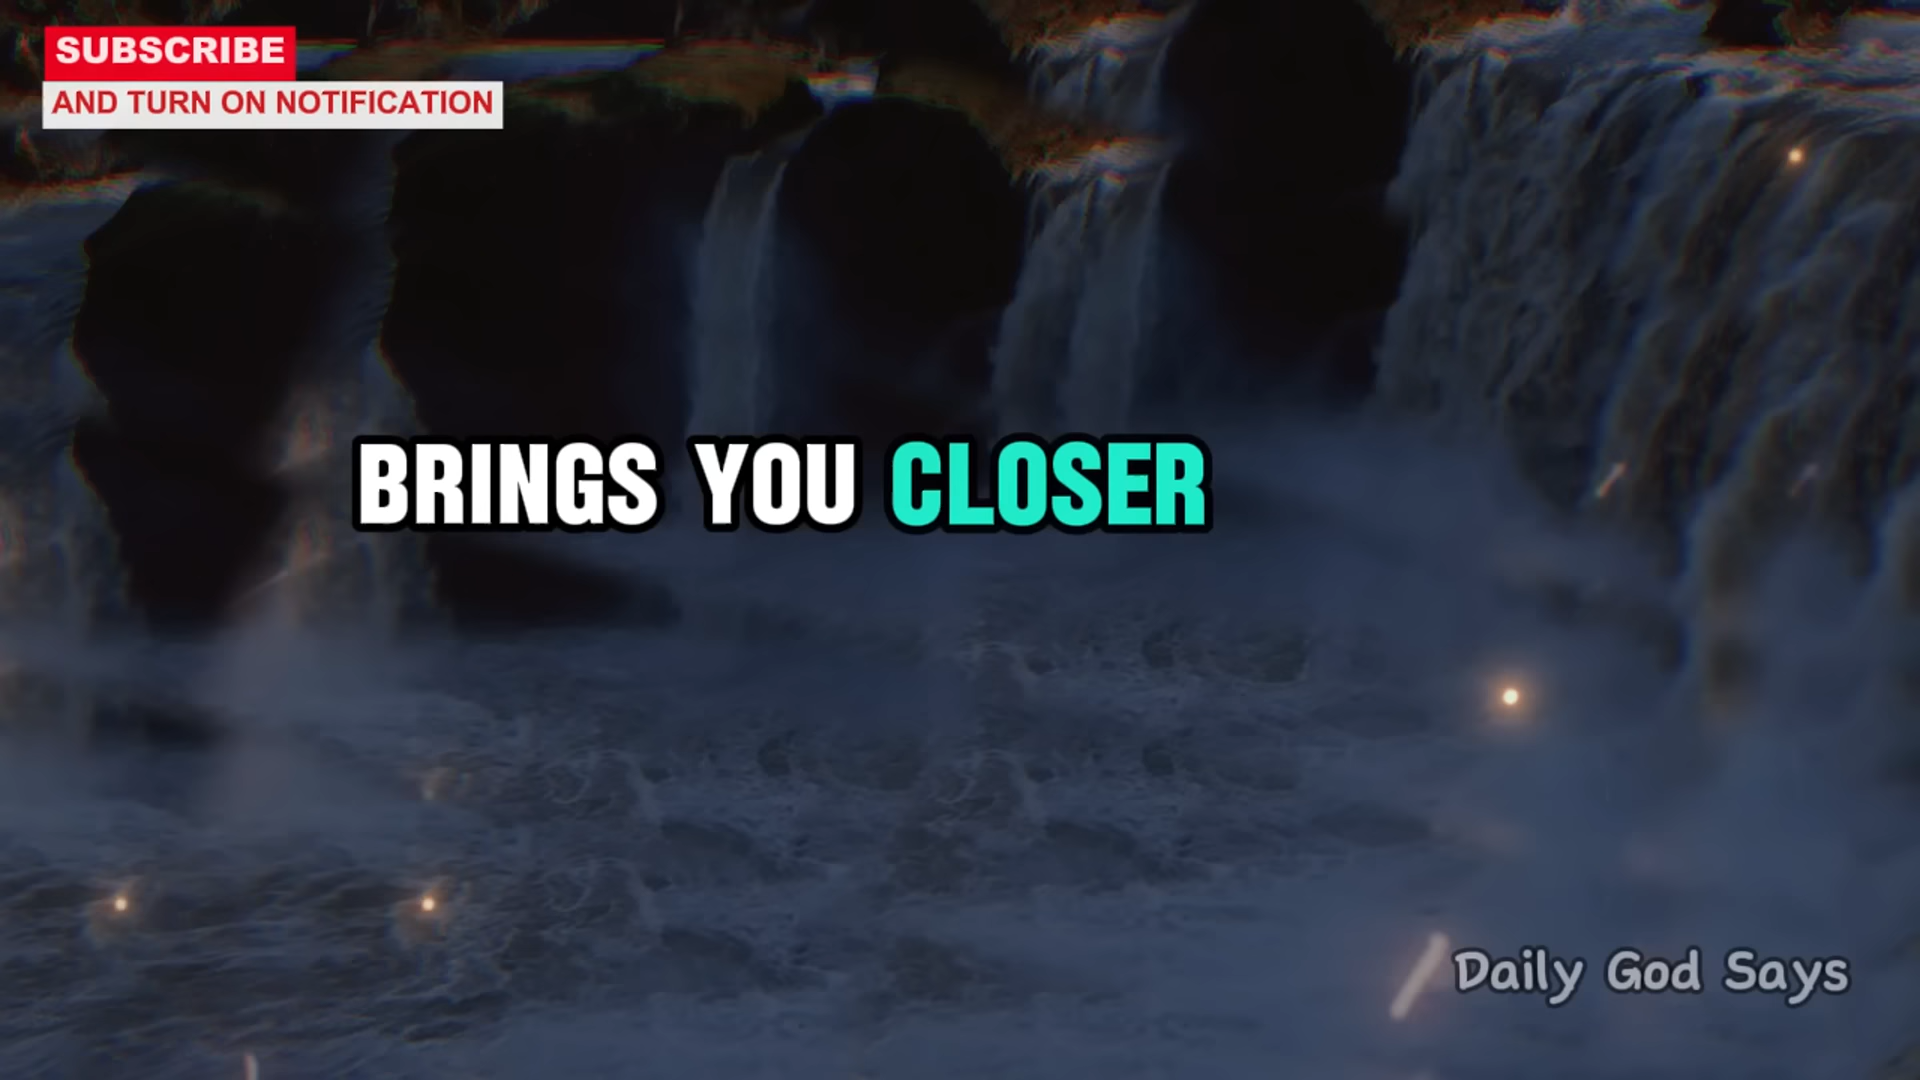 SUBSCRIBE
AND TURN ON NOTIFICATION
BRINGS YOU CLOSER
Daily God Says